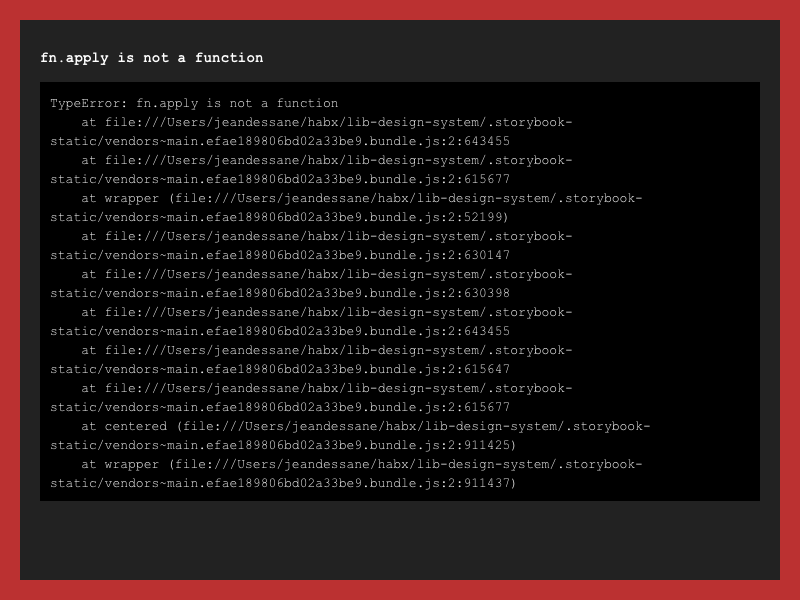 fn.apply is not a function
TypeError: fn.apply is not a function
    at file:///Users/jeandessane/habx/lib-design-system/.storybook-
static/vendors~main.efae189806bd02a33be9.bundle.js:2:643455
    at file:///Users/jeandessane/habx/lib-design-system/.storybook-
static/vendors~main.efae189806bd02a33be9.bundle.js:2:615677
    at wrapper (file:///Users/jeandessane/habx/lib-design-system/.storybook-
static/vendors~main.efae189806bd02a33be9.bundle.js:2:52199)
    at file:///Users/jeandessane/habx/lib-design-system/.storybook-
static/vendors~main.efae189806bd02a33be9.bundle.js:2:630147
    at file:///Users/jeandessane/habx/lib-design-system/.storybook-
static/vendors~main.efae189806bd02a33be9.bundle.js:2:630398
    at file:///Users/jeandessane/habx/lib-design-system/.storybook-
static/vendors~main.efae189806bd02a33be9.bundle.js:2:643455
    at file:///Users/jeandessane/habx/lib-design-system/.storybook-
static/vendors~main.efae189806bd02a33be9.bundle.js:2:615647
    at file:///Users/jeandessane/habx/lib-design-system/.storybook-
static/vendors~main.efae189806bd02a33be9.bundle.js:2:615677
    at centered (file:///Users/jeandessane/habx/lib-design-system/.storybook-
static/vendors~main.efae189806bd02a33be9.bundle.js:2:911425)
    at wrapper (file:///Users/jeandessane/habx/lib-design-system/.storybook-
static/vendors~main.efae189806bd02a33be9.bundle.js:2:911437)